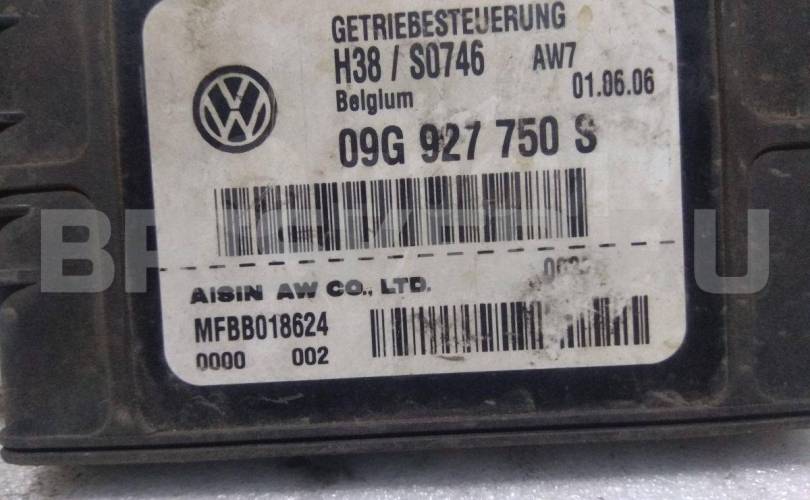 GETRIEBESTEUERUNG
H38 / S0746 AW7
Belgium 01.06.06
09G 927 750 S
AISIN AW CO., LTD.
MFBB018624
0000 002